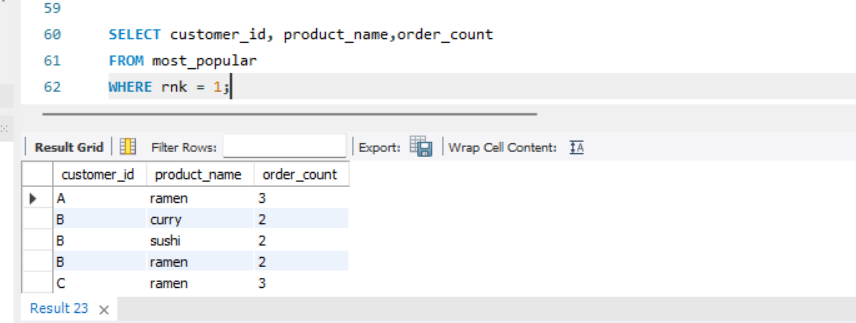 59
60 SELECT customer_id, product_name,order_count
61 FROM most_popular
62 WHERE rnk = 1;
Result Grid Filter Rows: Export: Wrap Cell Content:
customer_id product_name order_count
A ramen 3
B curry 2
B sushi 2
B ramen 2
C ramen 3
Result 23 ×